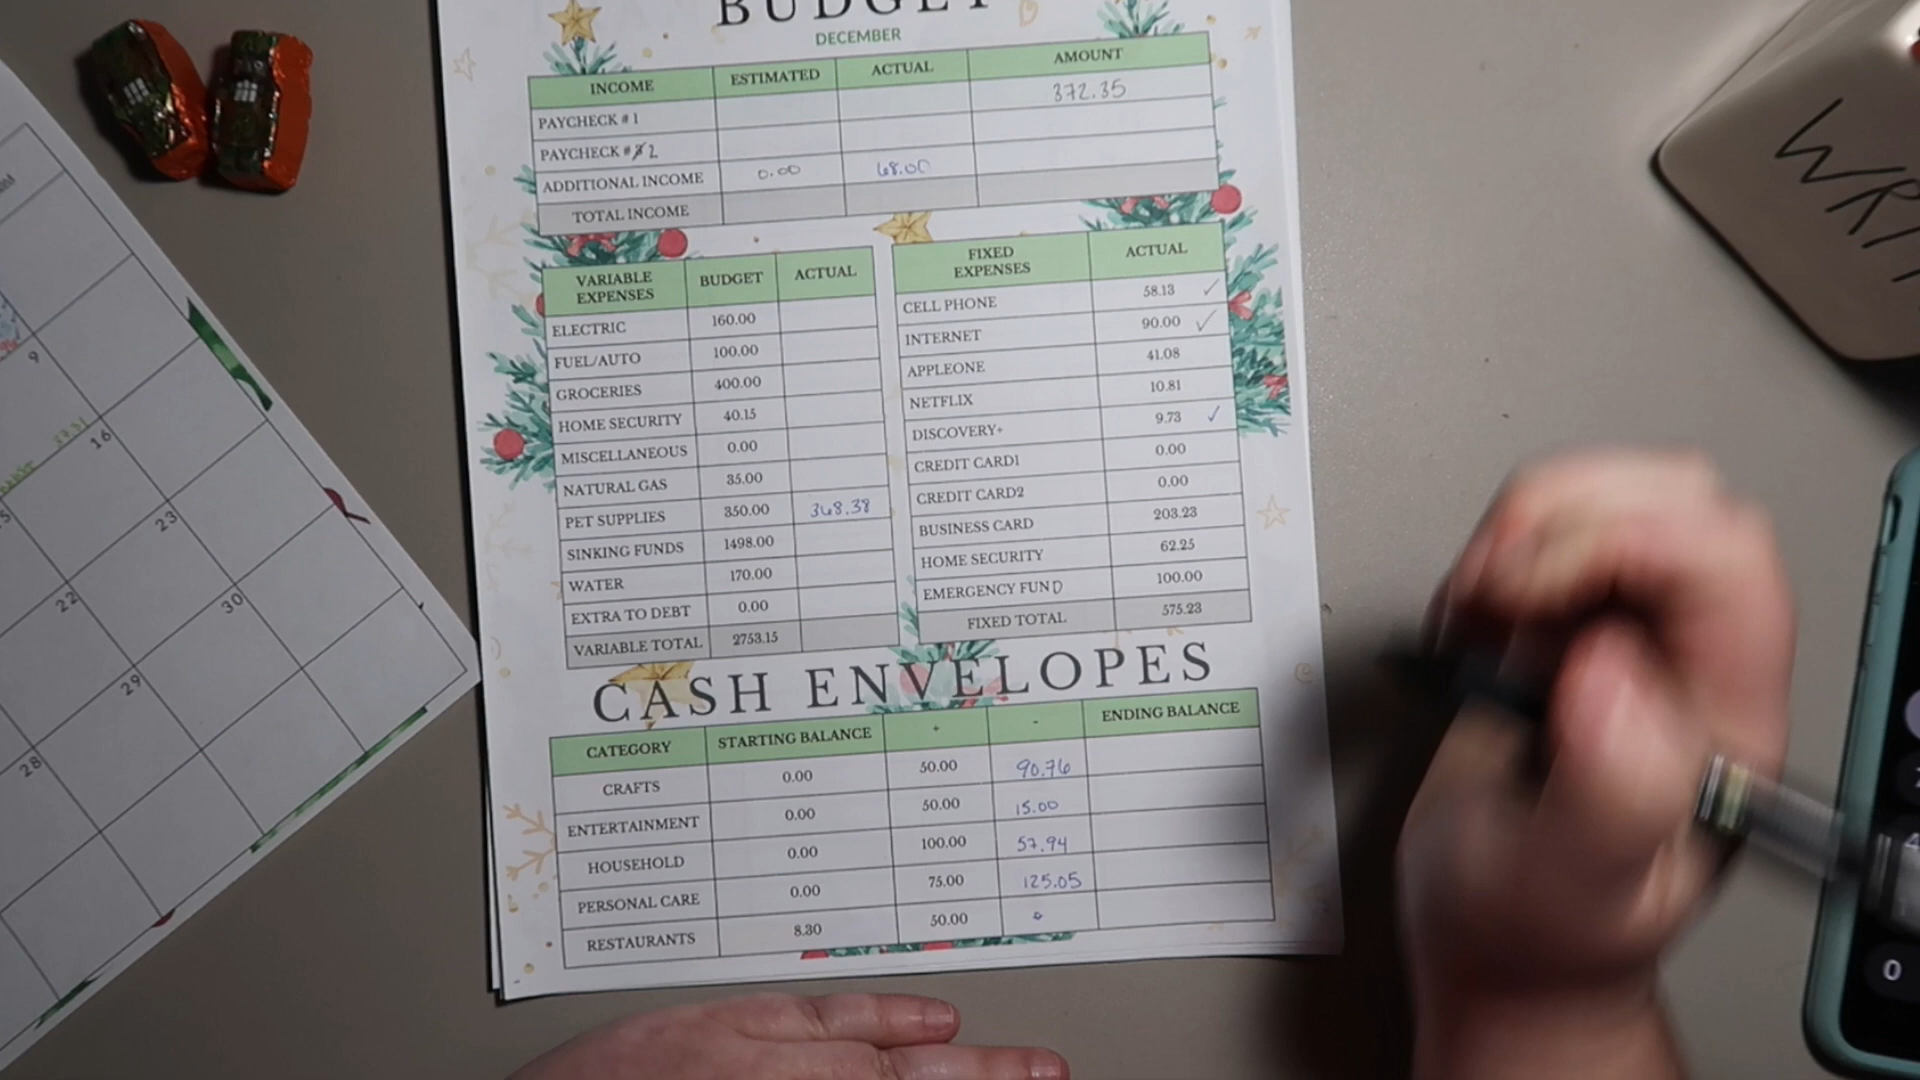 BUDGET
DECEMBER
INCOME ESTIMATED ACTUAL AMOUNT
PAYCHECK # 1 372.35
PAYCHECK # 2
ADDITIONAL INCOME 0.00 68.00
TOTAL INCOME
VARIABLE EXPENSES BUDGET ACTUAL
ELECTRIC 160.00
FUEL/AUTO 100.00
GROCERIES 400.00
HOME SECURITY 40.15
MISCELLANEOUS 0.00
NATURAL GAS 35.00
PET SUPPLIES 350.00 368.38
SINKING FUNDS 1498.00
WATER 170.00
EXTRA TO DEBT 0.00
VARIABLE TOTAL 2753.15
FIXED EXPENSES ACTUAL
CELL PHONE 58.13 ✓
INTERNET 90.00 ✓
APPLEONE 41.08
NETFLIX 10.81
DISCOVERY+ 9.73 ✓
CREDIT CARD1 0.00
CREDIT CARD2 0.00
BUSINESS CARD 203.23
HOME SECURITY 62.25
EMERGENCY FUND 100.00
FIXED TOTAL 575.23
CASH ENVELOPES
CATEGORY STARTING BALANCE + - ENDING BALANCE
CRAFTS 0.00 50.00 90.76
ENTERTAINMENT 0.00 50.00 15.00
HOUSEHOLD 0.00 100.00 57.94
PERSONAL CARE 0.00 75.00 125.05
RESTAURANTS 8.30 50.00
9
16
23
22
30
29
28
0